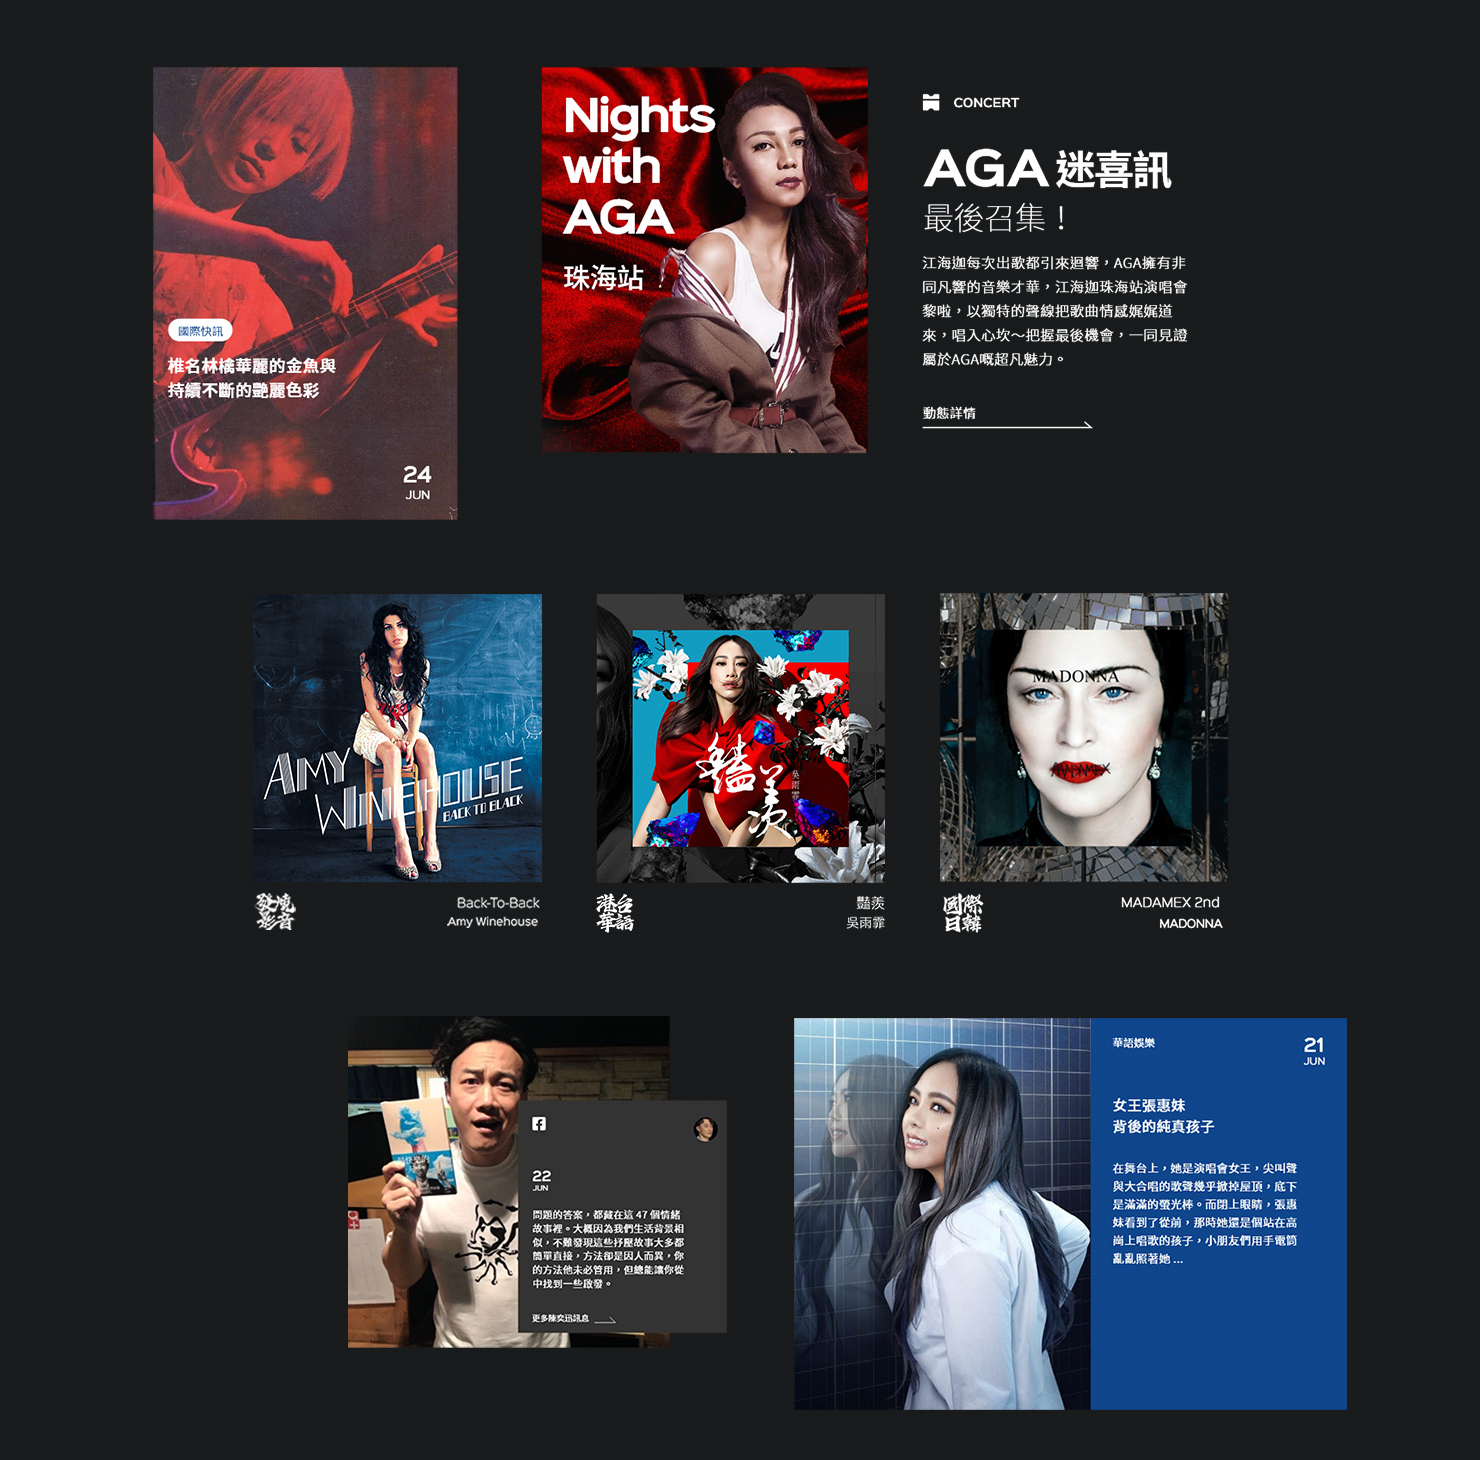 國際快訊
椎名林檎華麗的金魚與
持續不斷的艷麗色彩
24
JUN
Nights
with
AGA
珠海站
CONCERT
AGA 迷喜訊
最後召集！
江海迦每次出歌都引來迴響，AGA擁有非
同凡響的音樂才華，江海迦珠海站演唱會
黎啦，以獨特的聲線把歌曲情感娓娓道
來，唱入心坎～把握最後機會，一同見證
屬於AGA嘅超凡魅力。
動態詳情
AMY
WINEHOUSE
BACK TO BLACK
發燒
影音
Back-To-Back
Amy Winehouse
豔羨
吳雨霏
港台
華語
豔羨
吳雨霏
MADONNA
MADAMEX
國際
日韓
MADAMEX 2nd
MADONNA
22
JUN
問題的答案，都藏在這 47 個情緒
故事裡。大概因為我們生活背景相
似，不難發現這些抒壓故事大多都
簡單直接，方法卻是因人而異，你
的方法他未必管用，但總能讓你從
中找到一些啟發。
更多陳奕迅訊息
華語娛樂
21
JUN
女王張惠妹
背後的純真孩子
在舞台上，她是演唱會女王，尖叫聲
與大合唱的歌聲幾乎掀掉屋頂，底下
是滿滿的螢光棒。而閉上眼睛，張惠
妹看到了從前，那時她還是個站在高
崗上唱歌的孩子，小朋友們用手電筒
亂亂照著她 ...